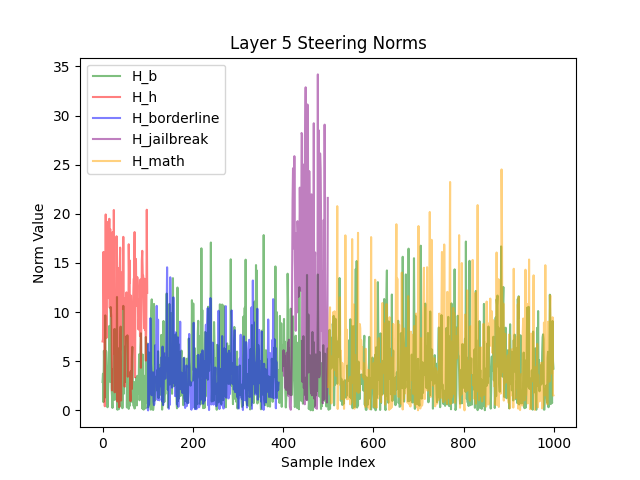 Layer 5 Steering Norms
Norm Value
35
30
25
20
15
10
5
0
H_b
H_h
H_borderline
H_jailbreak
H_math
0 200 400 600 800 1000
Sample Index